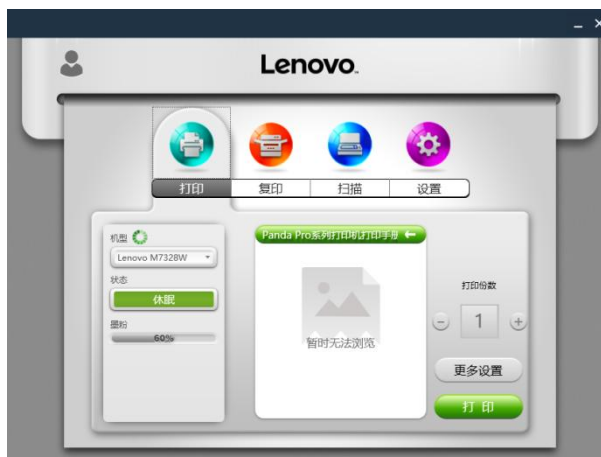 Lenovo
打印
复印
扫描
设置
机型
Lenovo M7328W
状态
休眠
墨粉
60%
Panda Pro系列打印机打印手册
暂时无法浏览
打印份数
1
更多设置
打 印